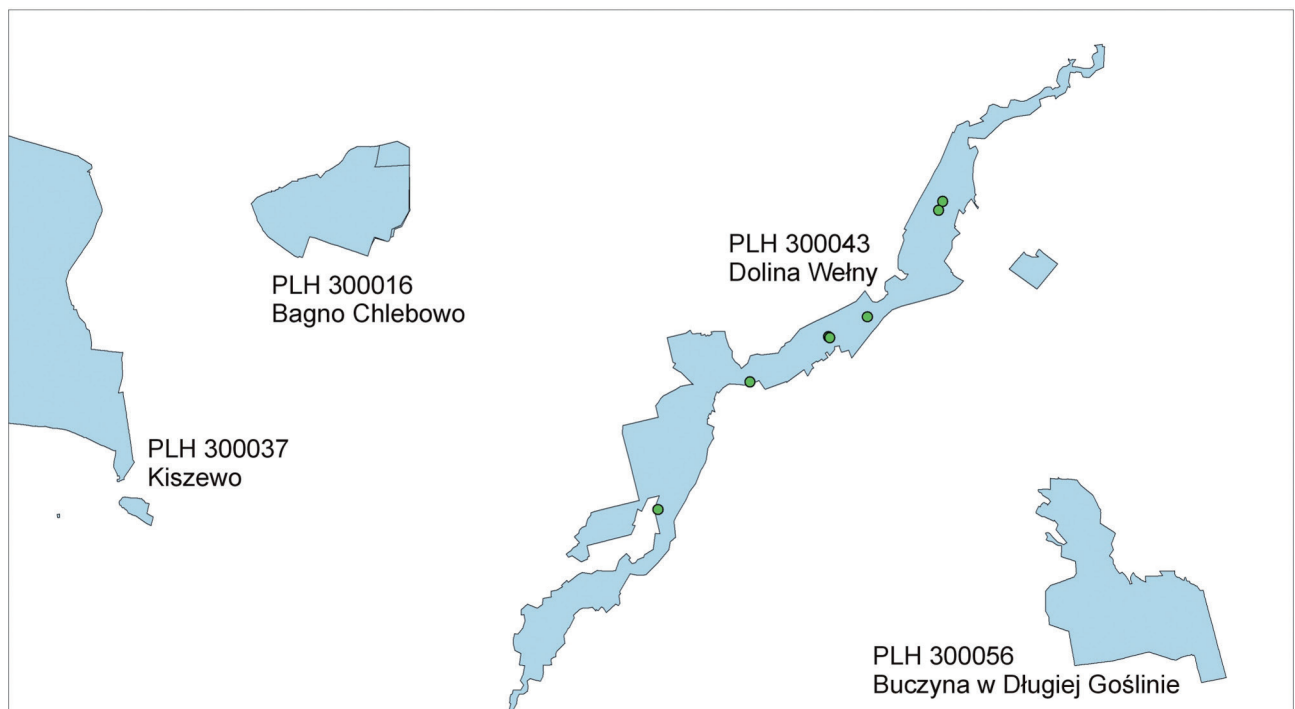 PLH 300043
Dolina Wełny
PLH 300016
Bagno Chlebowo
PLH 300037
Kiszewo
PLH 300056
Buczyna w Długiej Goślinie